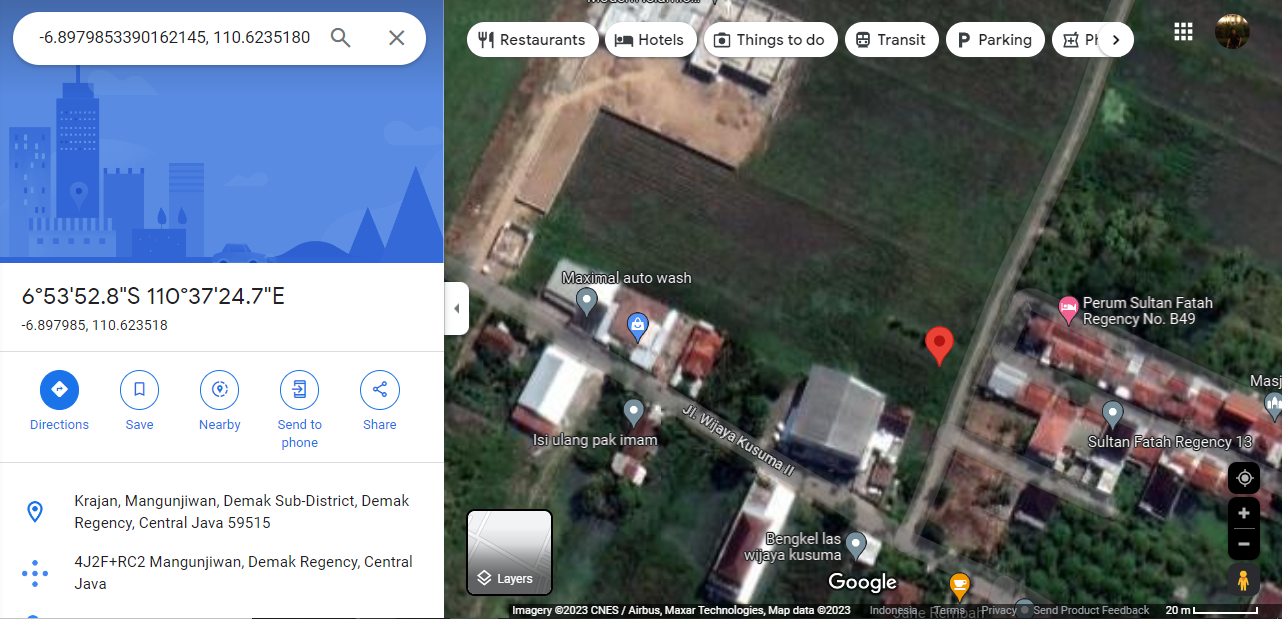 -6.8979853390162145, 110.6235180
Restaurants
Hotels
Things to do
Transit
Parking
6°53'52.8"S 110°37'24.7"E
-6.897985, 110.623518
Directions
Save
Nearby
Send to
phone
Share
Krajan, Mangunjiwan, Demak Sub-District, Demak
Regency, Central Java 59515
4J2F+RC2 Mangunjiwan, Demak Regency, Central
Java
Maximal auto wash
Perum Sultan Fatah
Regency No. B49
Masj
Jl. Wijaya Kusuma II
Isi ulang pak imam
Sultan Fatah Regency 13
Bengkel las
wijaya kusuma
Layers
Google
Imagery ©2023 CNES / Airbus, Maxar Technologies, Map data ©2023
Indonesia
Terms
Privacy
Send Product Feedback
20 m